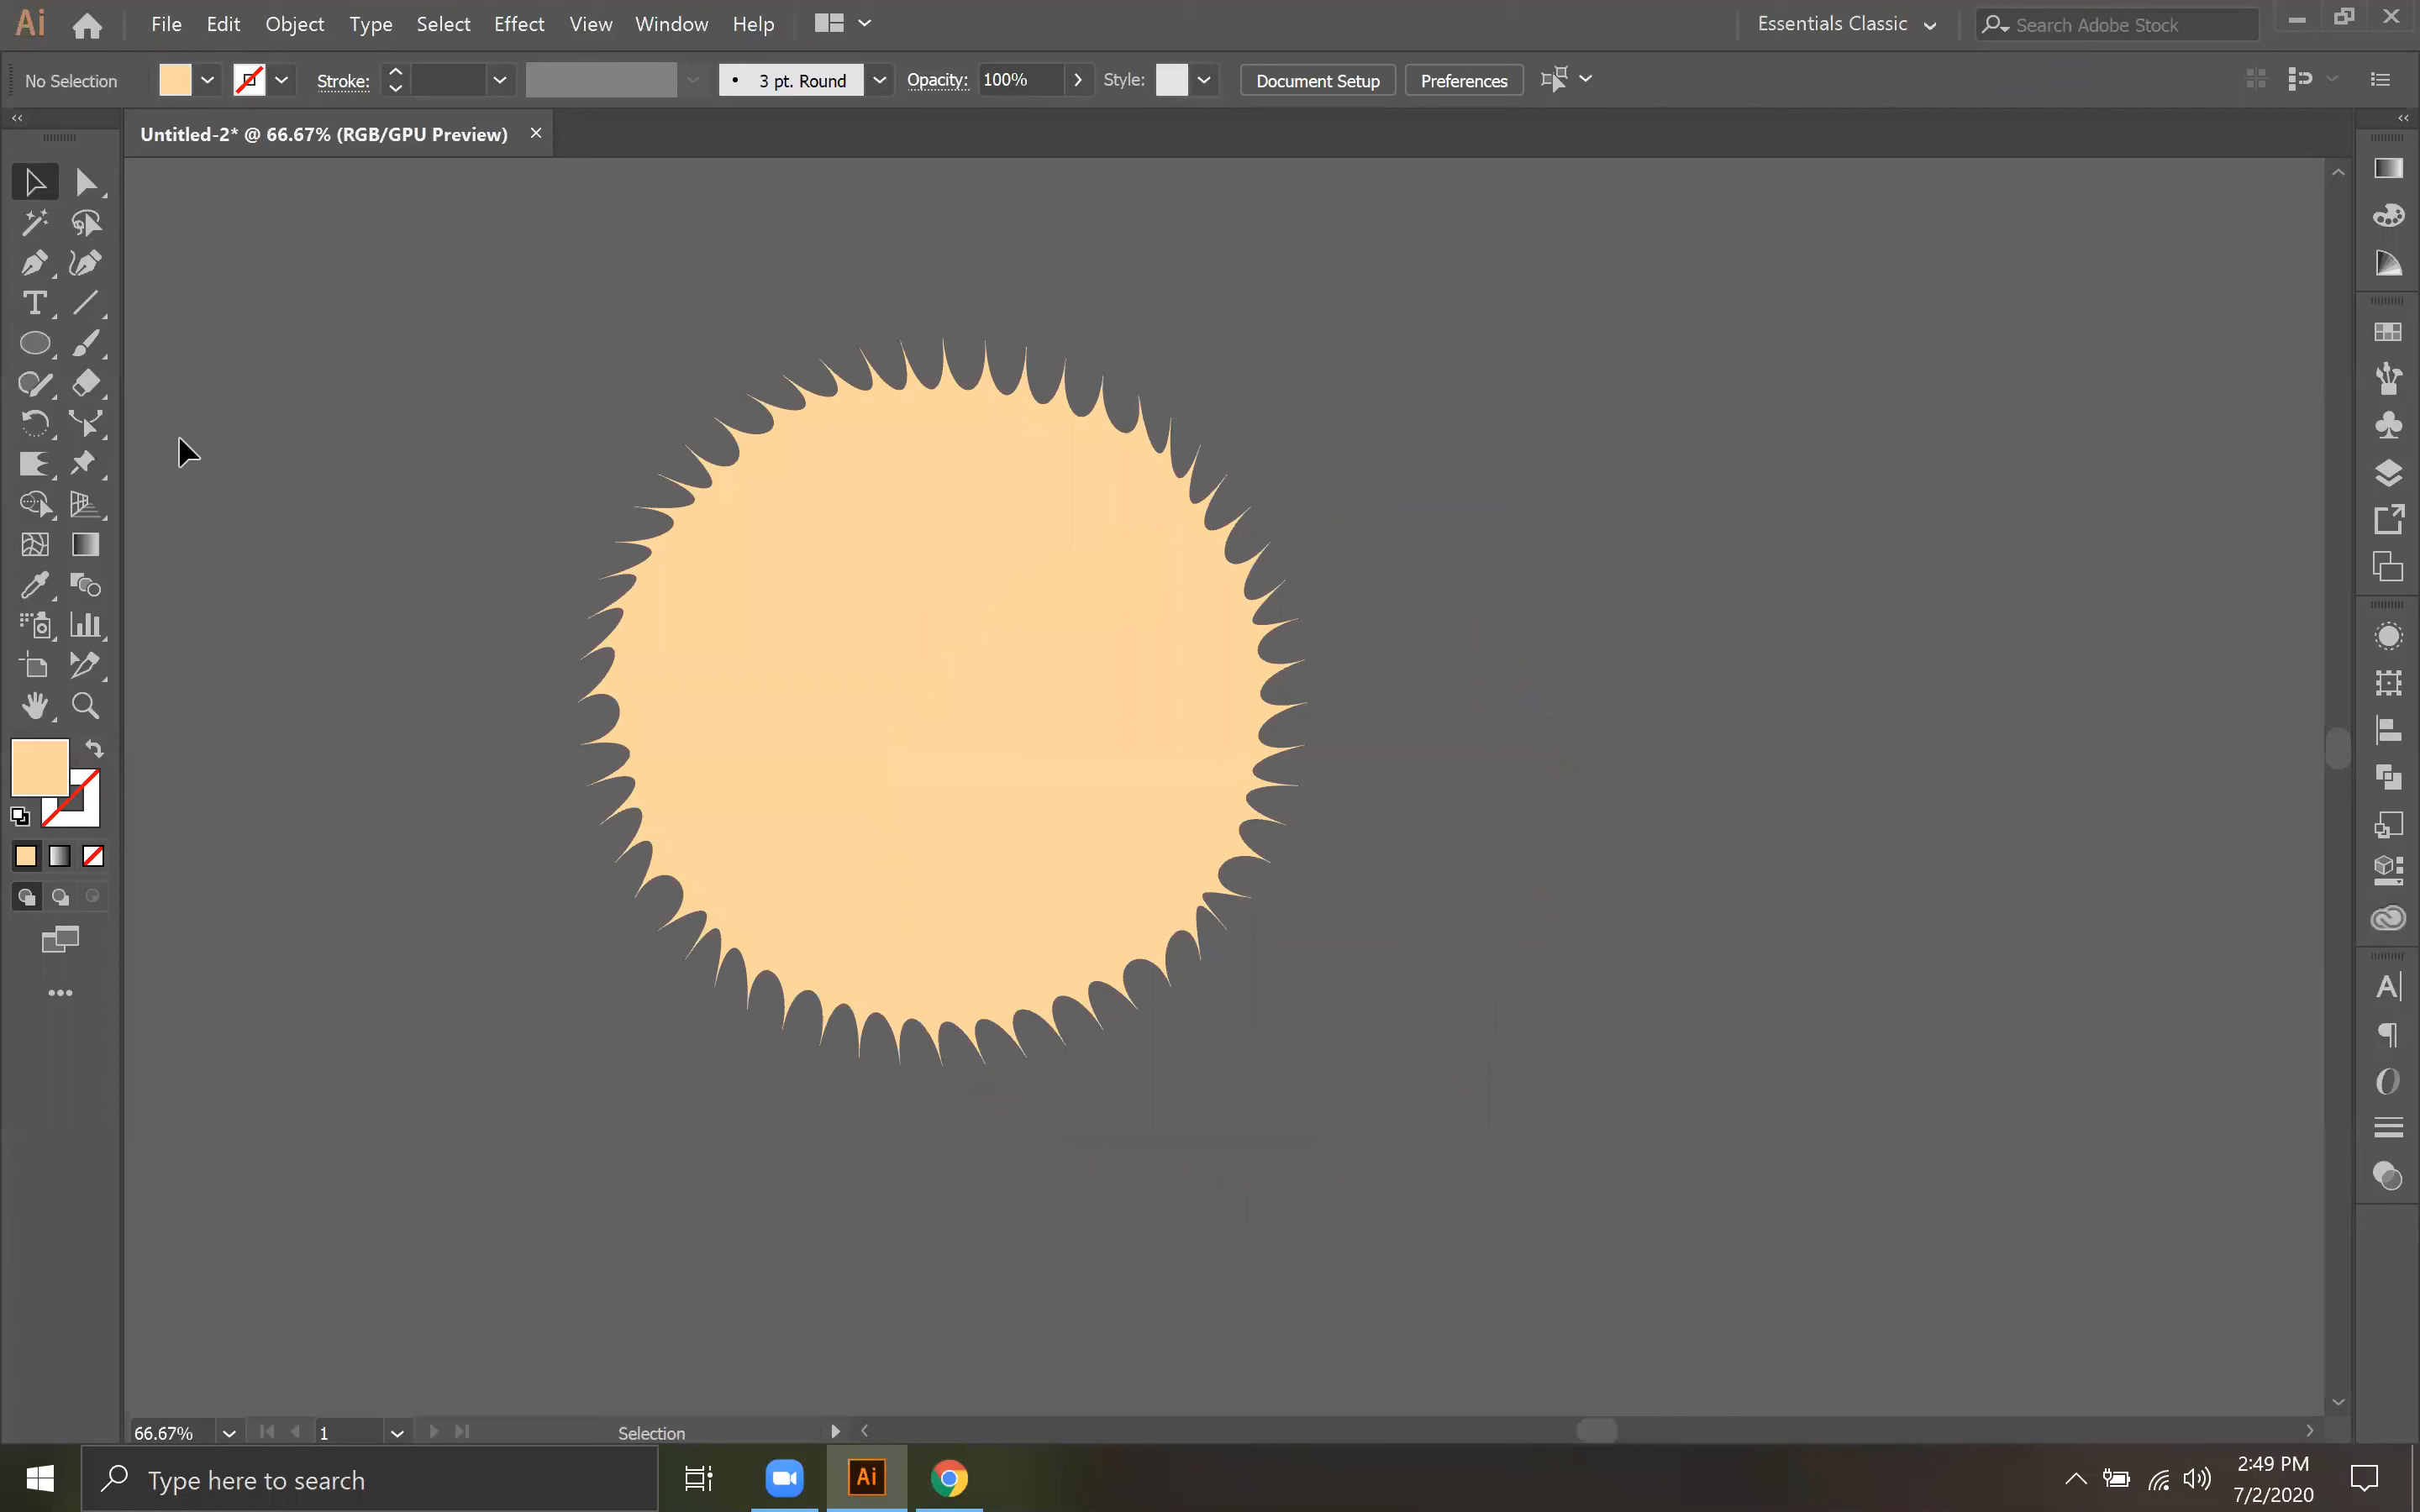 Ai File Edit Object Type Select Effect View Window Help Essentials Classic Search Adobe Stock
No Selection Stroke: 3 pt. Round Opacity: 100% Style: Document Setup Preferences
Untitled-2* @ 66.67% (RGB/GPU Preview)
66.67% 1 Selection
Type here to search Ai
2:49 PM
7/2/2020